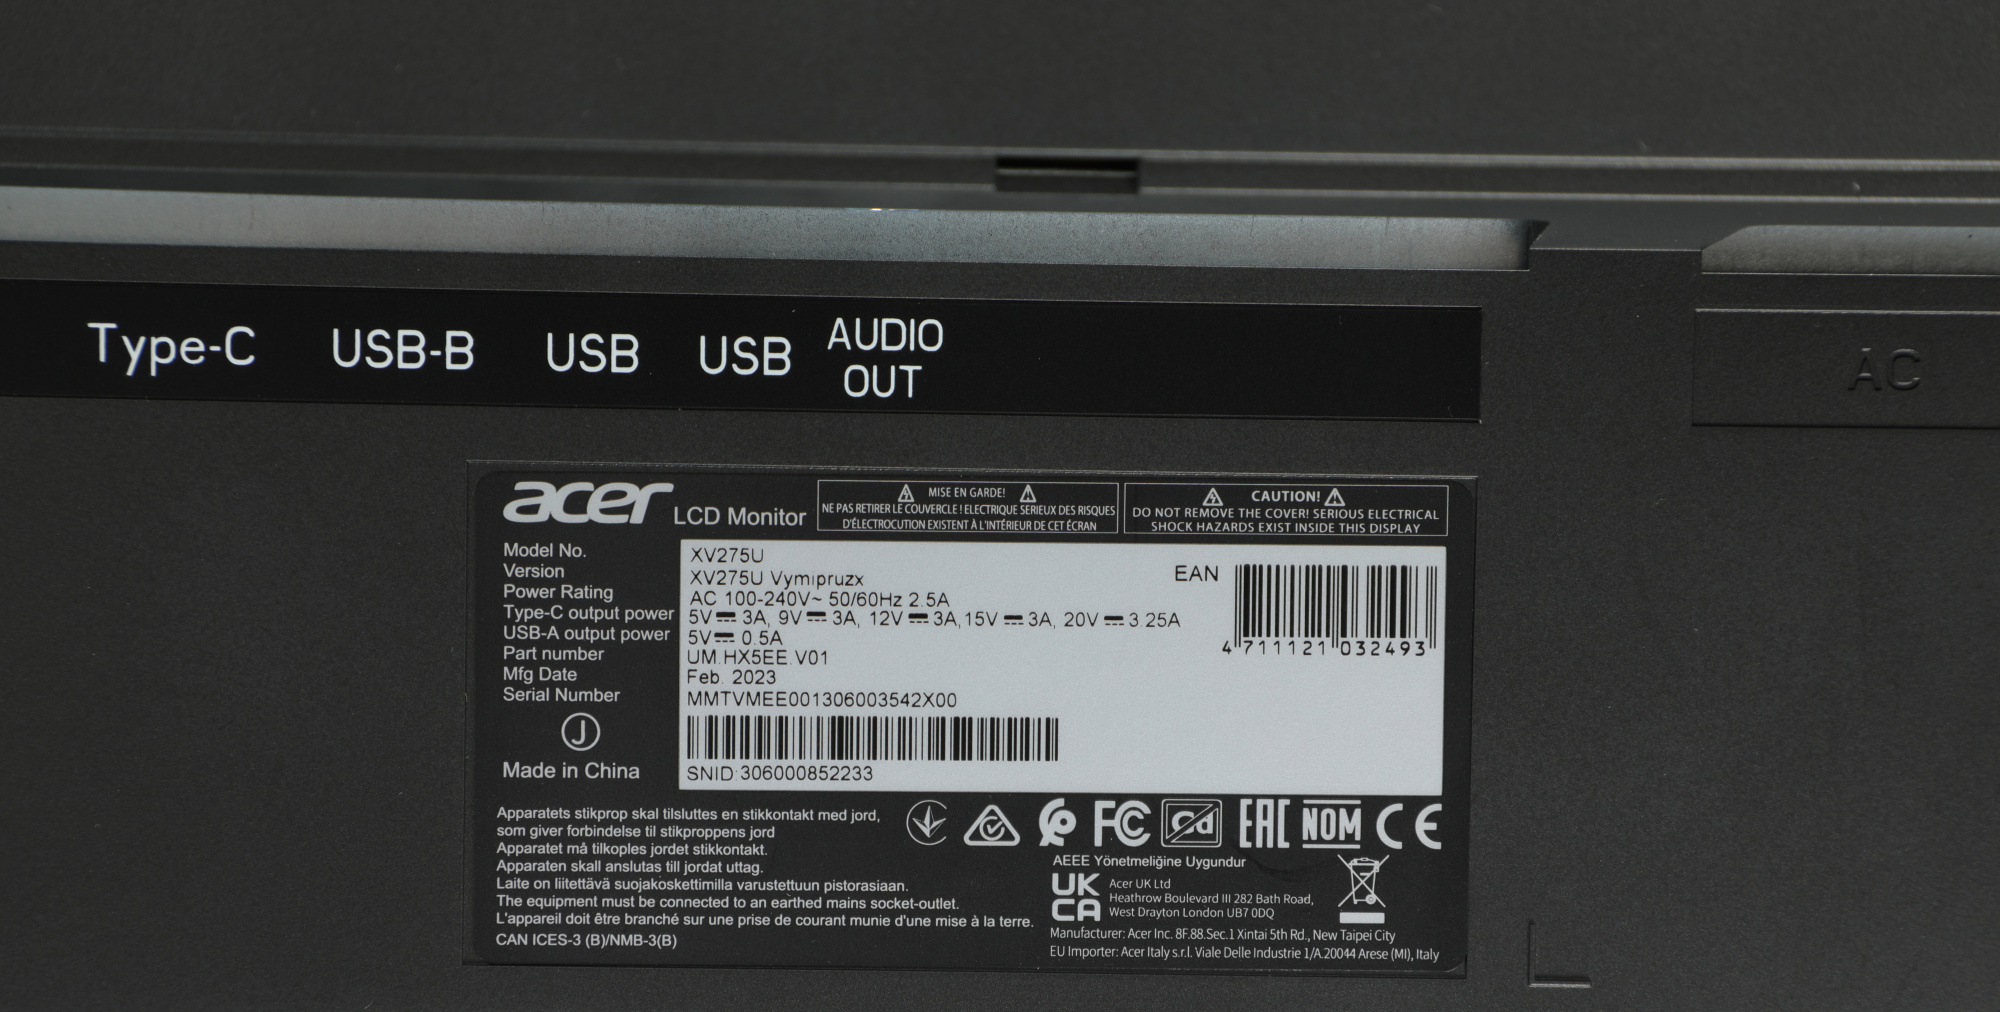 Type-C USB-B USB USB AUDIO OUT
AC
acer LCD Monitor
MISE EN GARDE!
NE PAS RETIRER LE COUVERCLE ! ELECTRIQUE SERIEUX DES RISQUES
D'ÉLECTROCUTION EXISTENT À L'INTÉRIEUR DE CET ÉCRAN
CAUTION!
DO NOT REMOVE THE COVER! SERIOUS ELECTRICAL
SHOCK HAZARDS EXIST INSIDE THIS DISPLAY
Model No. XV275U
Version XV275U Vymipruzx
Power Rating AC 100-240V~ 50/60Hz 2.5A
Type-C output power 5V⎓3A, 9V⎓3A, 12V⎓3A,15V⎓3A, 20V⎓3.25A
USB-A output power 5V⎓0.5A
Part number UM.HX5EE.V01
Mfg Date Feb. 2023
Serial Number MMTVMEE001306003542X00
J
Made in China
SNID:306000852233
EAN
4 711121 032493
Apparatets stikprop skal tilsluttes en stikkontakt med jord,
som giver forbindelse til stikproppens jord
Apparatet må tilkoples jordet stikkontakt.
Apparaten skall anslutas till jordat uttag.
Laite on liitettävä suojakoskettimilla varustettuun pistorasiaan.
The equipment must be connected to an earthed mains socket-outlet.
L'appareil doit être branché sur une prise de courant munie d'une mise à la terre.
CAN ICES-3 (B)/NMB-3(B)
FC Cd EAC NOM CE
AEEE Yönetmeliğine Uygundur
UK
CA
Acer UK Ltd
Heathrow Boulevard III 282 Bath Road,
West Drayton London UB7 0DQ
Manufacturer: Acer Inc. 8F.88.Sec.1 Xintai 5th Rd., New Taipei City
EU Importer: Acer Italy s.r.l. Viale Delle Industrie 1/A.20044 Arese (MI), Italy